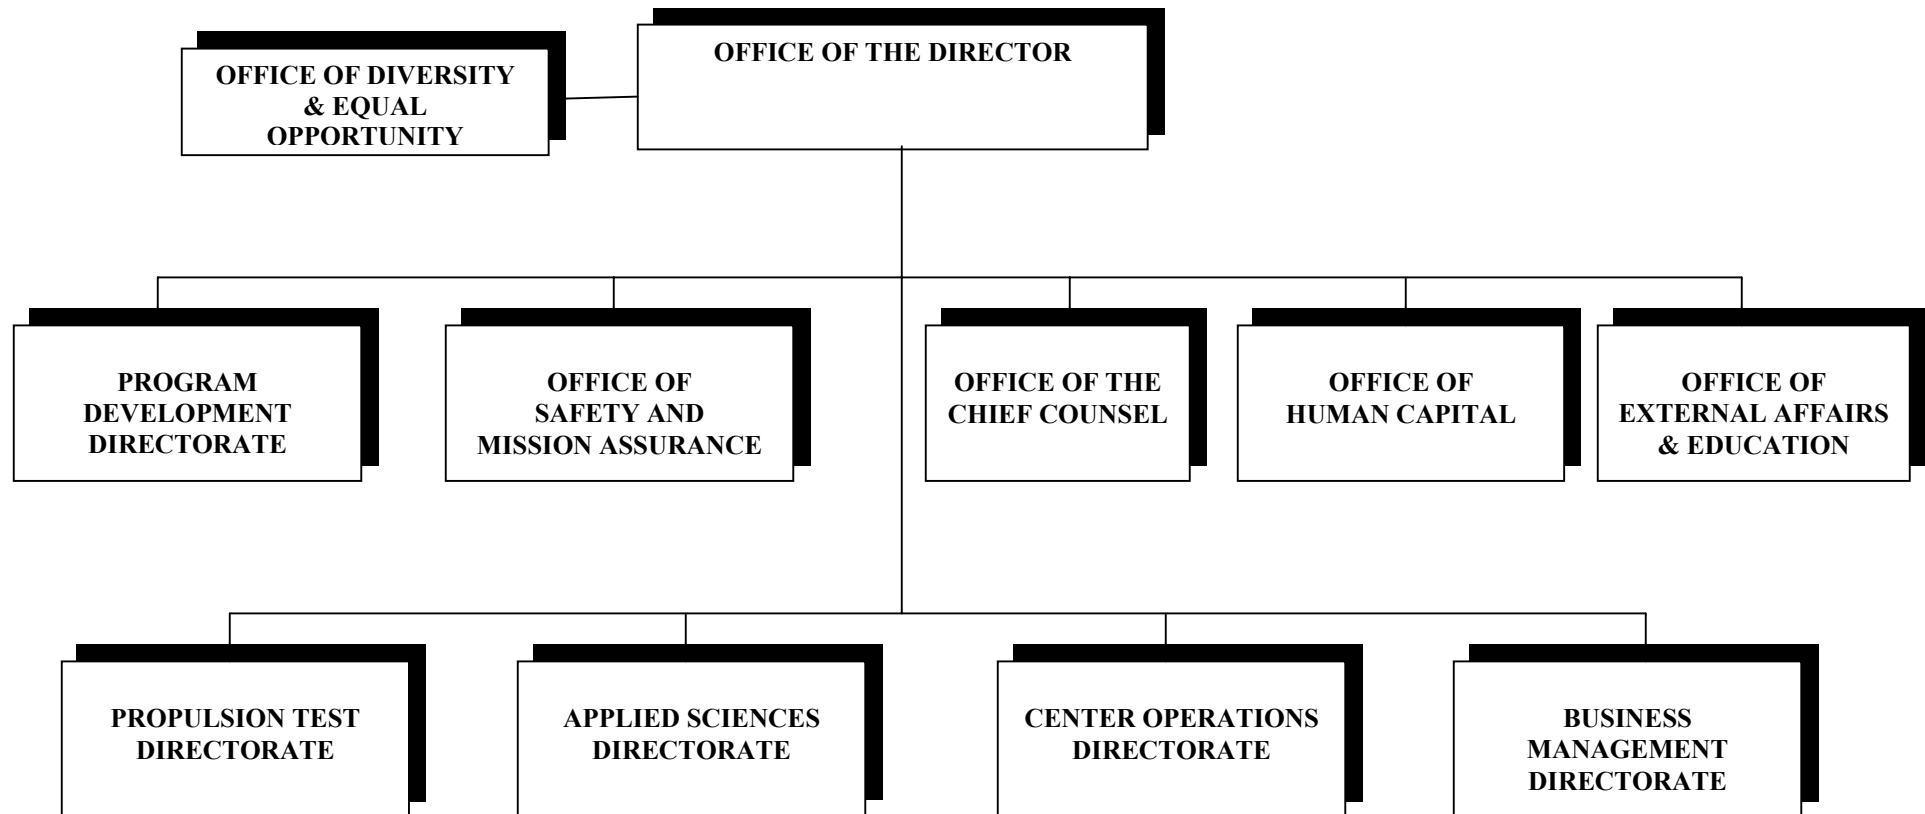 OFFICE OF DIVERSITY
& EQUAL
OPPORTUNITY
OFFICE OF THE DIRECTOR
PROGRAM
DEVELOPMENT
DIRECTORATE
OFFICE OF
SAFETY AND
MISSION ASSURANCE
OFFICE OF THE
CHIEF COUNSEL
OFFICE OF
HUMAN CAPITAL
OFFICE OF
EXTERNAL AFFAIRS
& EDUCATION
PROPULSION TEST
DIRECTORATE
APPLIED SCIENCES
DIRECTORATE
CENTER OPERATIONS
DIRECTORATE
BUSINESS
MANAGEMENT
DIRECTORATE